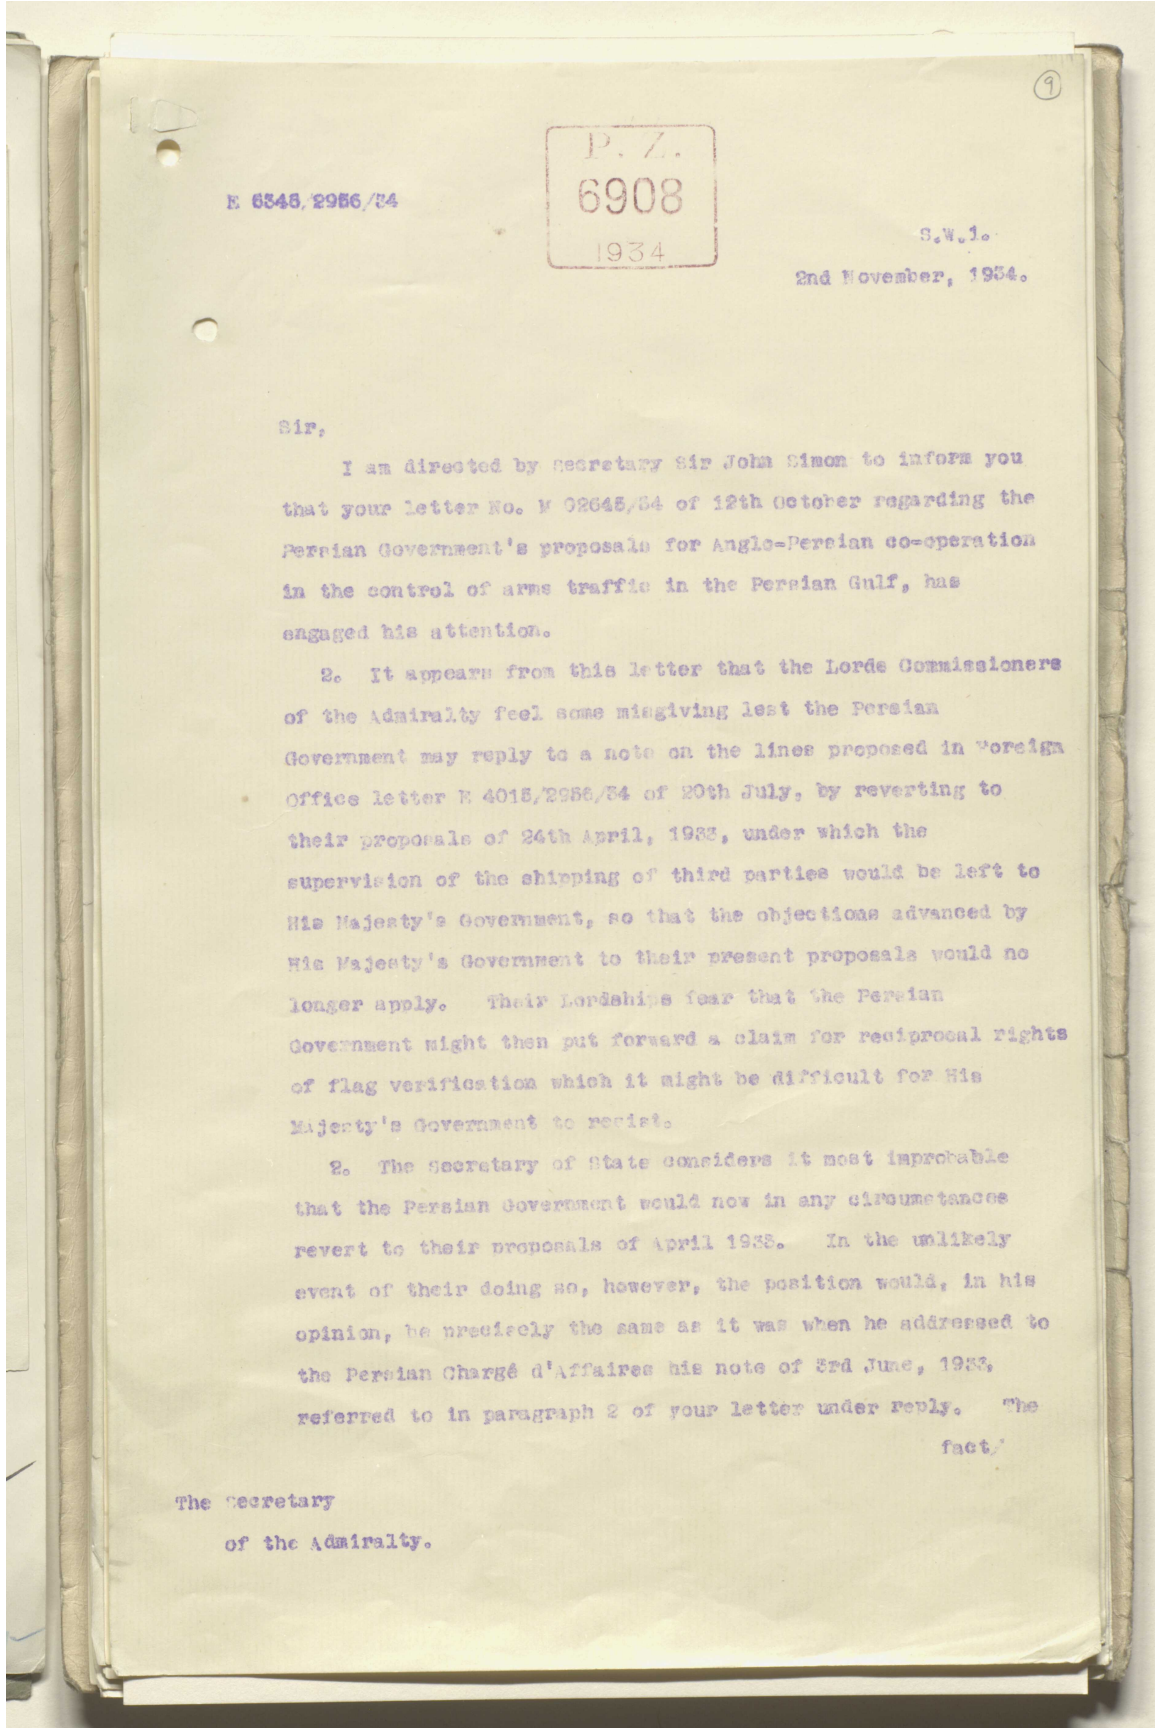 9
P. Z.
6908
1934
E 6346/2956/34
S.W.1.
2nd November, 1934.
Sir,
I am directed by Secretary Sir John Simon to inform you
that your letter No. M 02645/34 of 12th October regarding the
Persian Government's proposals for Anglo=Persian co=operation
in the control of arms traffic in the Persian Gulf, has
engaged his attention.
2. It appears from this letter that the Lords Commissioners
of the Admiralty feel some misgiving lest the Persian
Government may reply to a note on the lines proposed in Foreign
Office letter E 4015/2956/34 of 20th July, by reverting to
their proposals of 24th April, 1933, under which the
supervision of the shipping of third parties would be left to
His Majesty's Government, so that the objections advanced by
His Majesty's Government to their present proposals would no
longer apply. Their Lordships fear that the Persian
Government might then put forward a claim for reciprocal rights
of flag verification which it might be difficult for His
Majesty's Government to resist.
2. The Secretary of State considers it most improbable
that the Persian Government would now in any circumstances
revert to their proposals of April 1933. In the unlikely
event of their doing so, however, the position would, in his
opinion, be precisely the same as it was when he addressed to
the Persian Chargé d'Affaires his note of 3rd June, 1933,
referred to in paragraph 2 of your letter under reply. The
fact/
The Secretary
of the Admiralty.